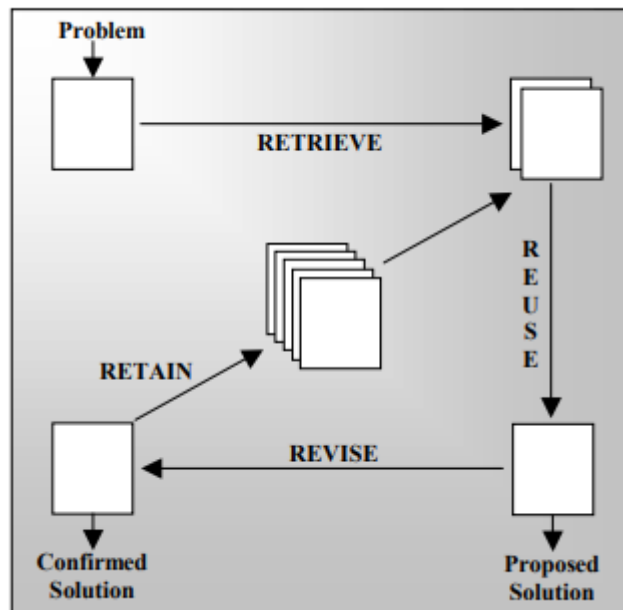 Problem
RETRIEVE
R
E
U
S
E
RETAIN
REVISE
Confirmed
Solution
Proposed
Solution